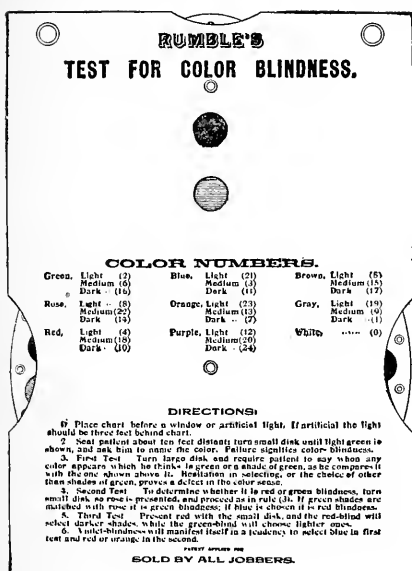 RUMBLE'S
TEST FOR COLOR BLINDNESS.
COLOR NUMBERS.
Green, Light (2) Blue, Light (21) Brown, Light (5)
Medium (6) Medium (3) Medium (15)
Dark (16) Dark (11) Dark (17)
Rose, Light (8) Orange, Light (23) Gray, Light (19)
Medium (22) Medium (13) Medium (9)
Dark (14) Dark (7) Dark (1)
Red, Light (4) Purple, Light (12) White, (0)
Medium (18) Medium (20)
Dark (10) Dark (24)
DIRECTIONS:
Place chart before a window or artificial light. If artificial the light
should be three feet behind chart.
2 Seat patient about ten feet distant; turn small disk until light green is
shown, and ask him to name the color. Failure signifies color-blindness.
3. First Test Turn large disk and require patient to say when any
color appears which he thinks is green or a shade of green, as he compares it
with the one shown above it. Hesitation in selecting, or the choice of other
than shades of green, proves a defect in the color sense.
4. Second Test To determine whether it is red or green blindness, turn
small disk, so rose is presented, and proceed as in rule (3). If green shades are
matched with rose it is green blindness; if blue is chosen it is red blindness.
5. Third Test Present red with the small disk, and the red-blind will
select darker shades, while the green-blind will choose lighter ones.
6. Violet-blindness will manifest itself in a tendency to select blue in first
test and red or orange in the second.
PATENT APPLIED FOR
SOLD BY ALL JOBBERS.